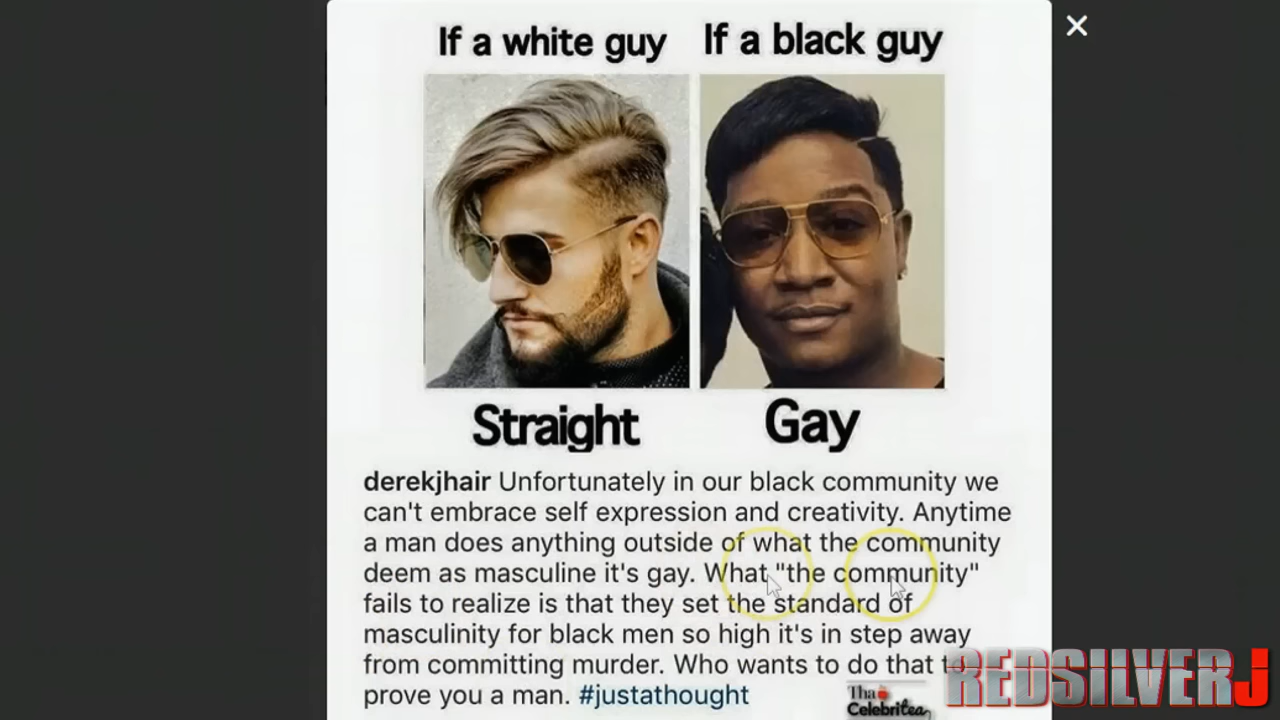 If a white guy If a black guy
Straight Gay
derekjhair Unfortunately in our black community we
can't embrace self expression and creativity. Anytime
a man does anything outside of what the community
deem as masculine it's gay. What "the community"
fails to realize is that they set the standard of
masculinity for black men so high it's in step away
from committing murder. Who wants to do that
prove you a man. #justathought
Tha
Celebritea
REDSILVERJ